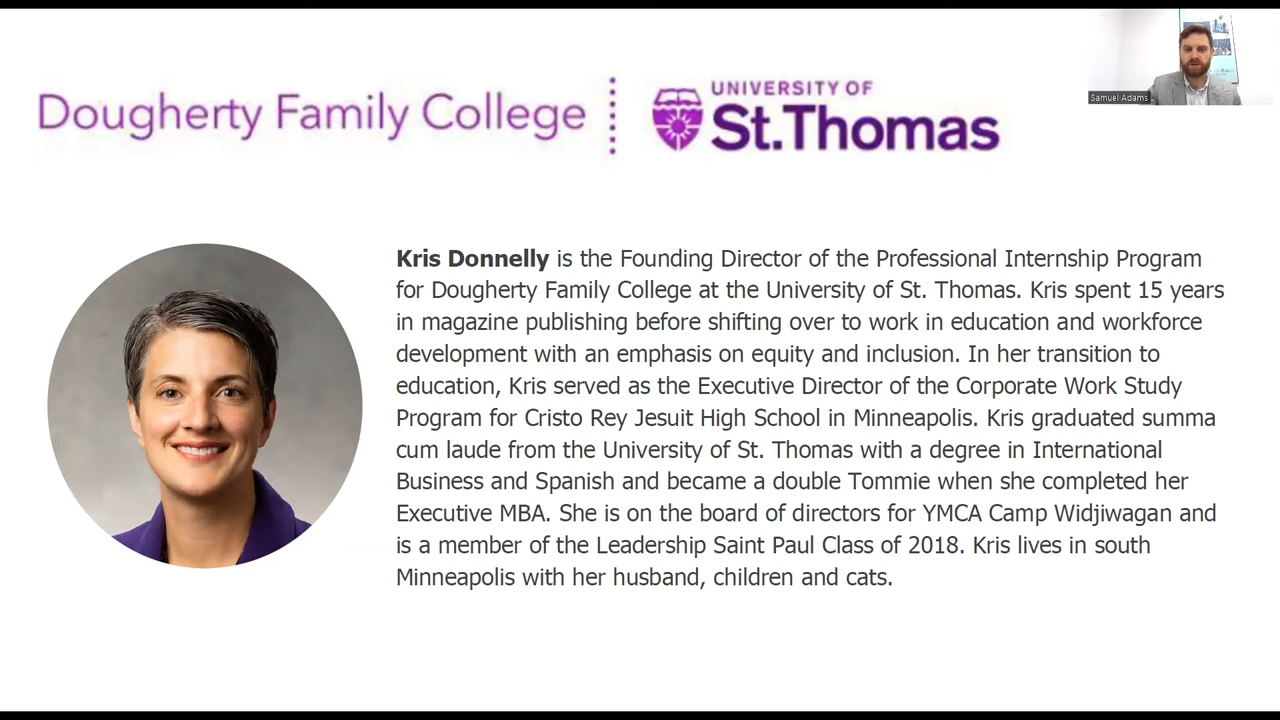 Dougherty Family College
UNIVERSITY OF
St. Thomas
Samuel Adams
Kris Donnelly is the Founding Director of the Professional Internship Program
for Dougherty Family College at the University of St. Thomas. Kris spent 15 years
in magazine publishing before shifting over to work in education and workforce
development with an emphasis on equity and inclusion. In her transition to
education, Kris served as the Executive Director of the Corporate Work Study
Program for Cristo Rey Jesuit High School in Minneapolis. Kris graduated summa
cum laude from the University of St. Thomas with a degree in International
Business and Spanish and became a double Tommie when she completed her
Executive MBA. She is on the board of directors for YMCA Camp Widjiwagan and
is a member of the Leadership Saint Paul Class of 2018. Kris lives in south
Minneapolis with her husband, children and cats.